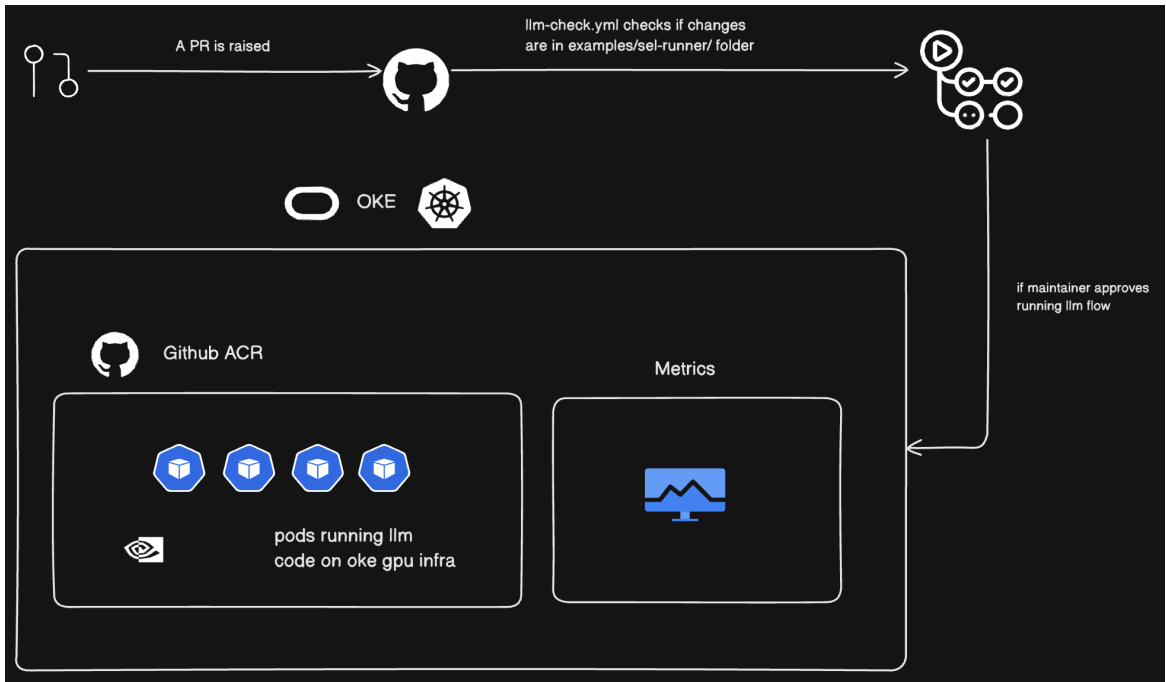 A PR is raised
llm-check.yml checks if changes
are in examples/sel-runner/ folder
OKE
if maintainer approves
running llm flow
Github ACR
Metrics
pods running llm
code on oke gpu infra